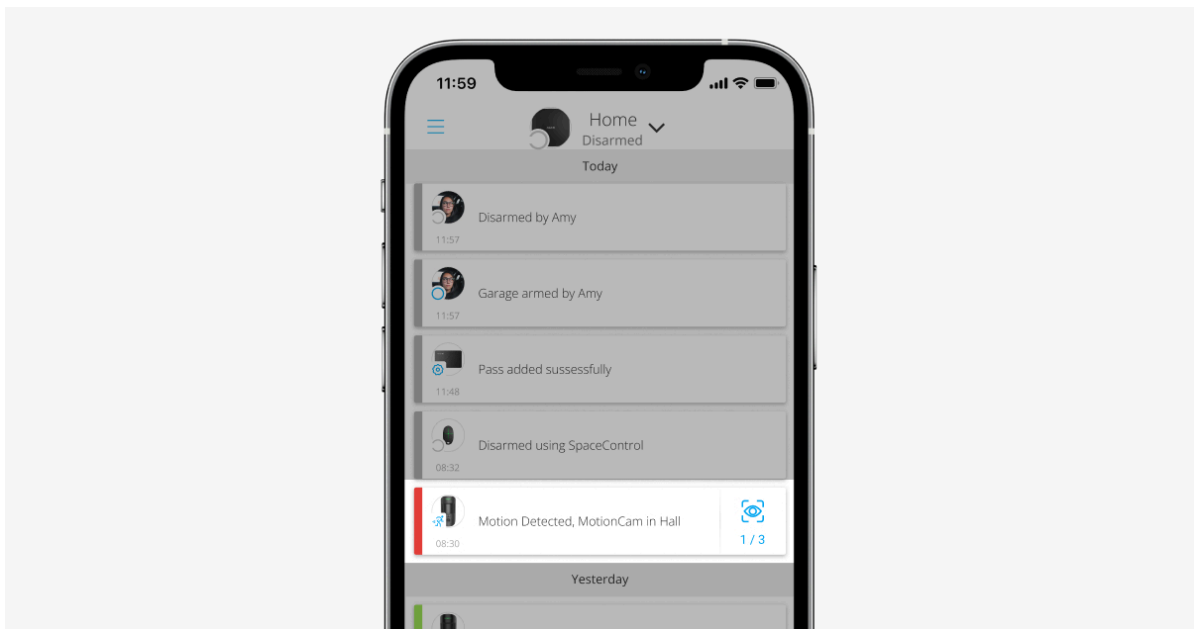 11:59
Home
Disarmed
Today
Disarmed by Amy
11:57
Garage armed by Amy
11:57
Pass added sussessfully
11:48
Disarmed using SpaceControl
08:32
Motion Detected, MotionCam in Hall
1 / 3
08:30
Yesterday